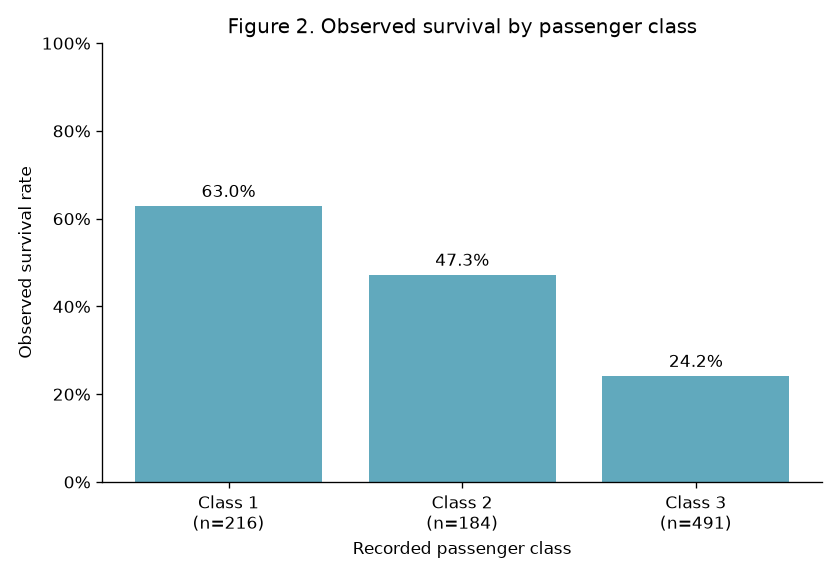 Figure 2. Observed survival by passenger class
100%
80%
60%
40%
20%
0%
Observed survival rate
63.0%
47.3%
24.2%
Class 1
(n=216)
Class 2
(n=184)
Class 3
(n=491)
Recorded passenger class